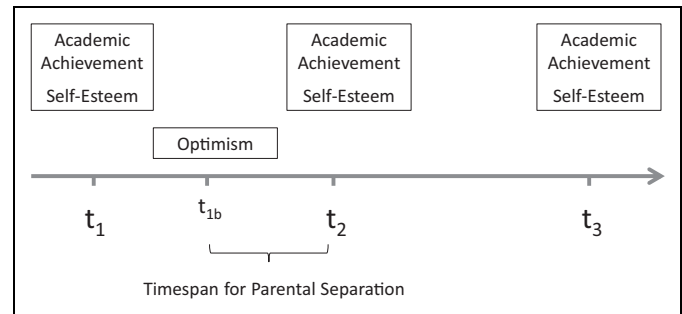 Academic Achievement
Self-Esteem
Academic Achievement
Self-Esteem
Academic Achievement
Self-Esteem
Optimism
t1
t1b
t2
t3
Timespan for Parental Separation